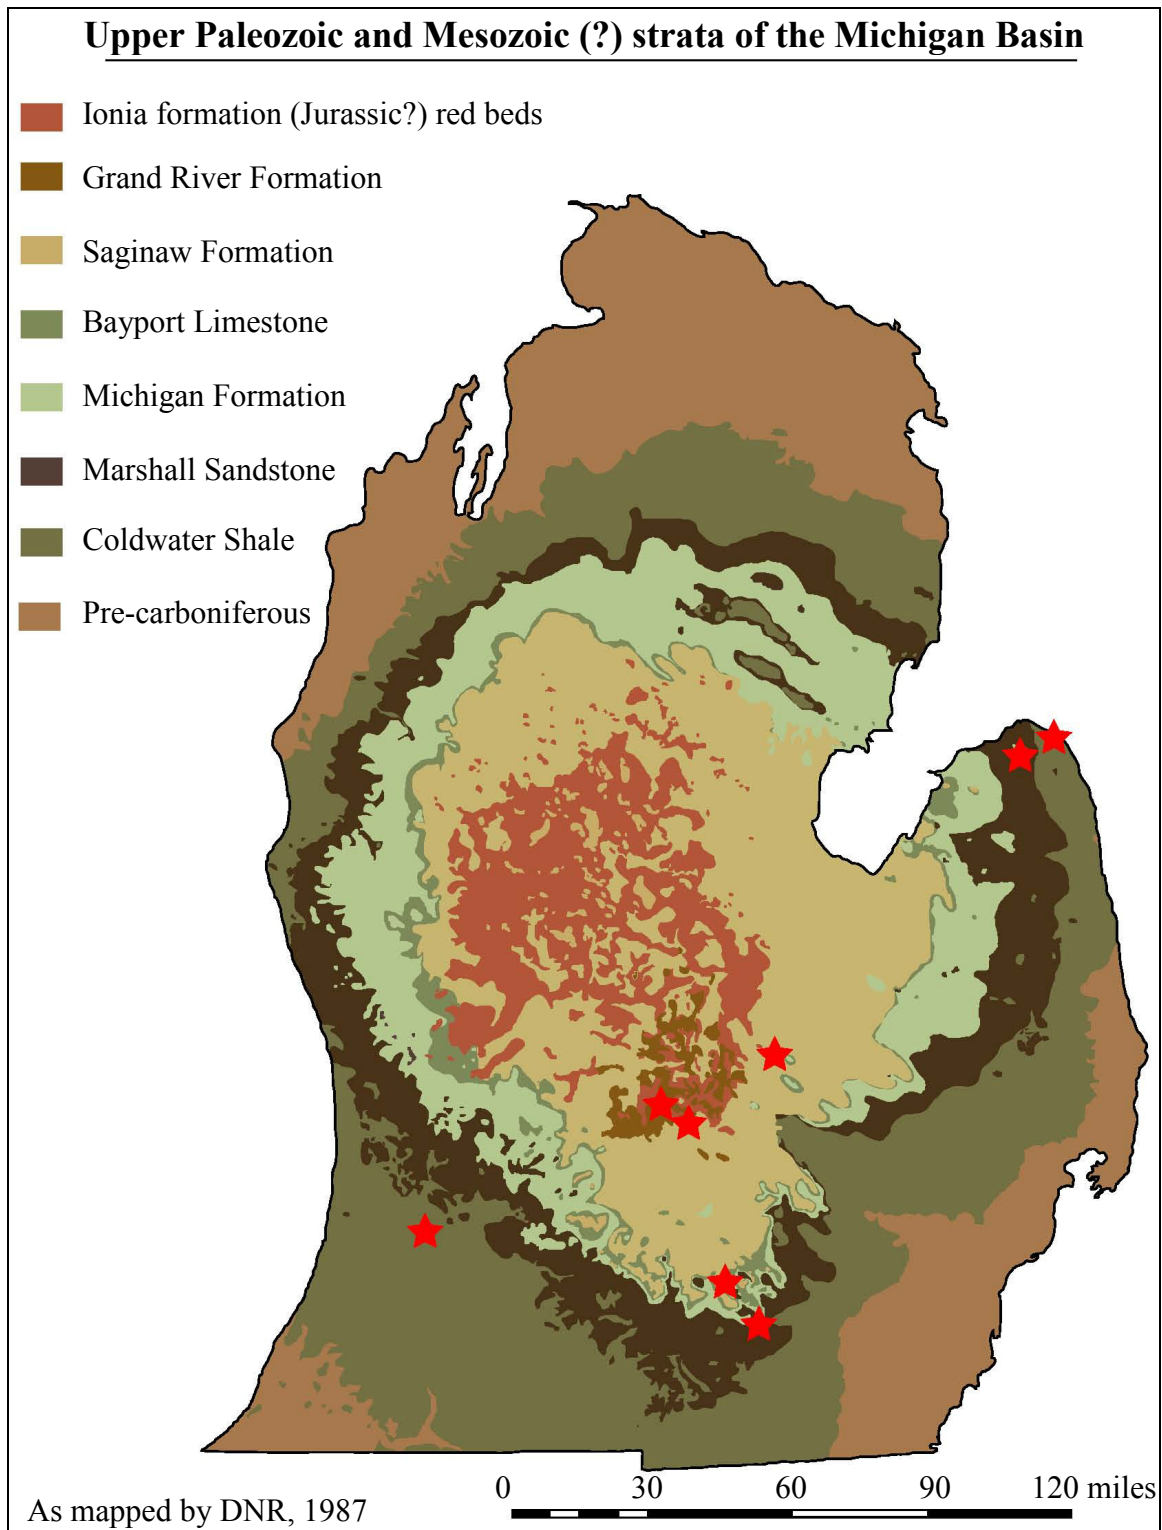 Upper Paleozoic and Mesozoic (?) strata of the Michigan Basin
Ionia formation (Jurassic?) red beds
Grand River Formation
Saginaw Formation
Bayport Limestone
Michigan Formation
Marshall Sandstone
Coldwater Shale
Pre-carboniferous
0 30 60 90 120 miles
As mapped by DNR, 1987